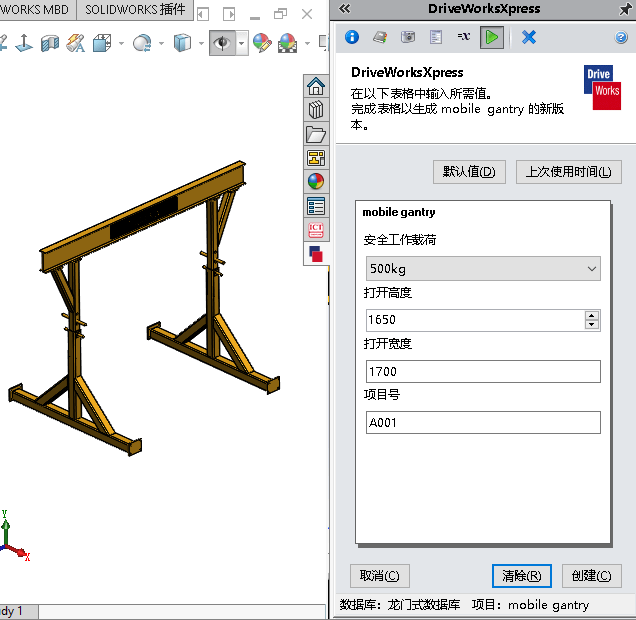 WORKS MBD
SOLIDWORKS 插件
DriveWorksXpress
DriveWorksXpress
在以下表格中输入所需值。
完成表格以生成 mobile gantry 的新版
本。
Drive
Works
默认值(D)
上次使用时间(L)
mobile gantry
安全工作载荷
500kg
打开高度
1650
打开宽度
1700
项目号
A001
取消(C)
清除(R)
创建(C)
数据库: 龙门式数据库 项目: mobile gantry
dy 1
Y
X
ICT
=x